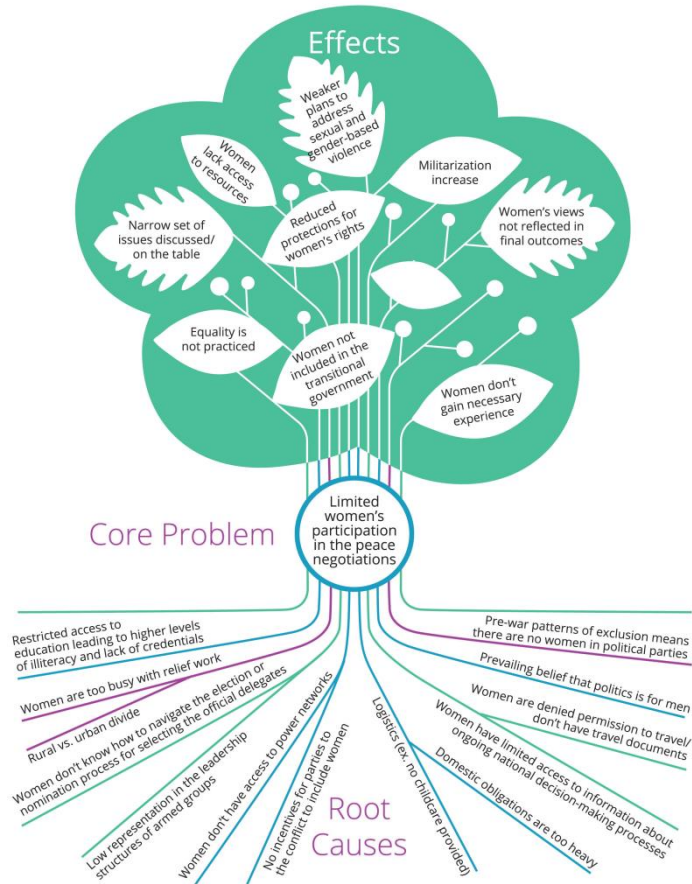 Effects
Weaker
plans to
address
sexual and
gender-based
violence
Women
lack access
to resources
Militarization
increase
Narrow set of
issues discussed/
on the table
Reduced
protections for
women's rights
Women's views
not reflected in
final outcomes
Equality is
not practiced
Women not
included in the
transitional
government
Women don't
gain necessary
experience
Core Problem
Limited
women's
participation
in the peace
negotiations
Restricted access to
education leading to higher levels
of illiteracy and lack of credentials
Women are too busy with relief work
Rural vs. urban divide
Women don't know how to navigate the election or
nomination process for selecting the official delegates
Low representation in the leadership
structures of armed groups
Women don't have access to power networks
No incentives for parties to
the conflict to include women
Root
Causes
Logistics (ex. no childcare provided)
Domestic obligations are too heavy
Women have limited access to information about
ongoing national decision-making processes
Women are denied permission to travel/
don't have travel documents
Prevailing belief that politics is for men
Pre-war patterns of exclusion means
there are no women in political parties